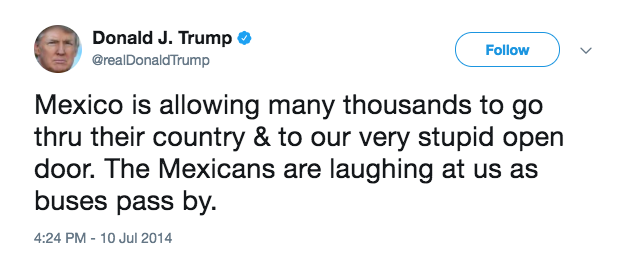 Donald J. Trump
@realDonaldTrump
Follow
Mexico is allowing many thousands to go
thru their country & to our very stupid open
door. The Mexicans are laughing at us as
buses pass by.
4:24 PM - 10 Jul 2014